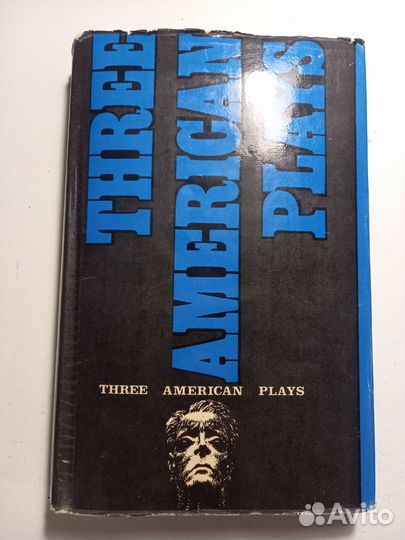 THREE
AMERICAN
PLAYS
THREE AMERICAN PLAYS
Avito